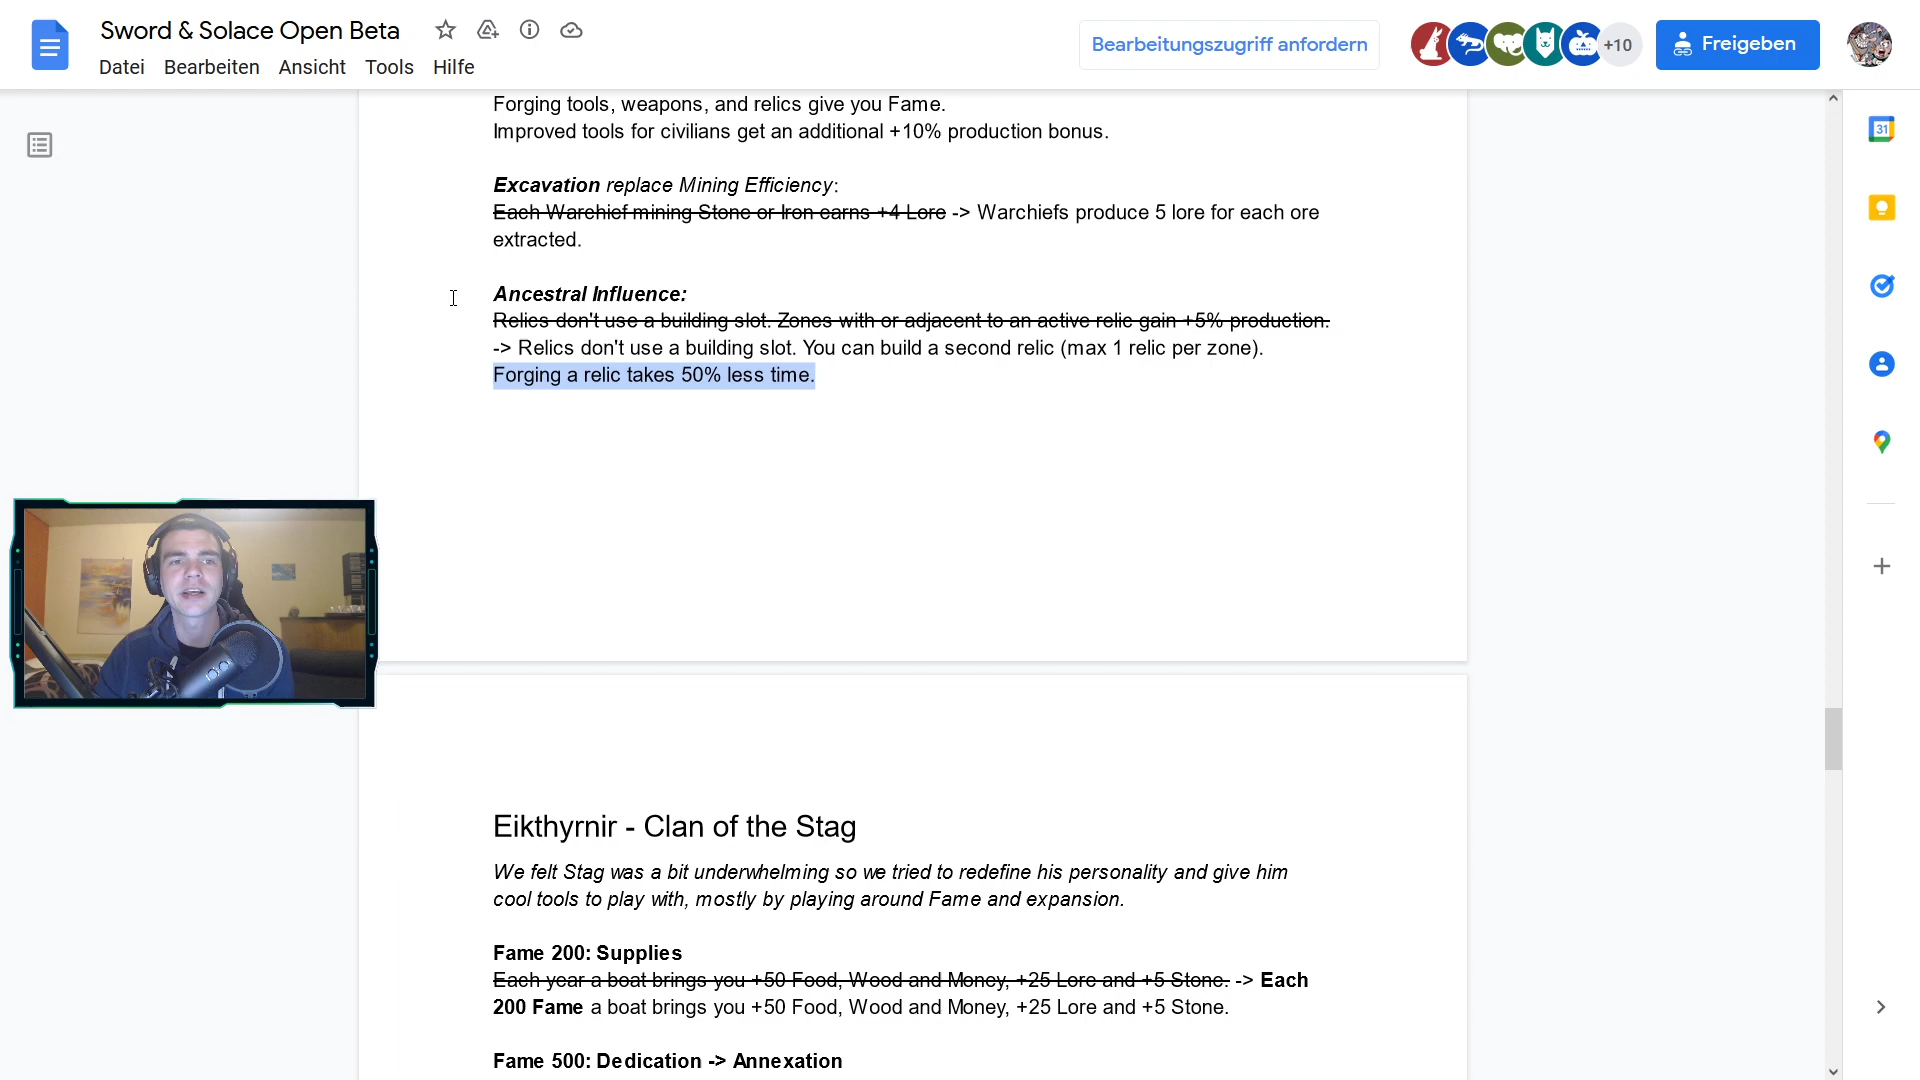 Sword & Solace Open Beta
Datei Bearbeiten Ansicht Tools Hilfe
Bearbeitungszugriff anfordern
+10
Freigeben
Forging tools, weapons, and relics give you Fame.
Improved tools for civilians get an additional +10% production bonus.
Excavation replace Mining Efficiency:
Each Warchief mining Stone or Iron earns +4 Lore -> Warchiefs produce 5 lore for each ore
extracted.
Ancestral Influence:
Relics don't use a building slot. Zones with or adjacent to an active relic gain +5% production.
-> Relics don't use a building slot. You can build a second relic (max 1 relic per zone).
Forging a relic takes 50% less time.
Eikthyrnir - Clan of the Stag
We felt Stag was a bit underwhelming so we tried to redefine his personality and give him
cool tools to play with, mostly by playing around Fame and expansion.
Fame 200: Supplies
Each year a boat brings you +50 Food, Wood and Money, +25 Lore and +5 Stone. -> Each
200 Fame a boat brings you +50 Food, Wood and Money, +25 Lore and +5 Stone.
Fame 500: Dedication -> Annexation
31